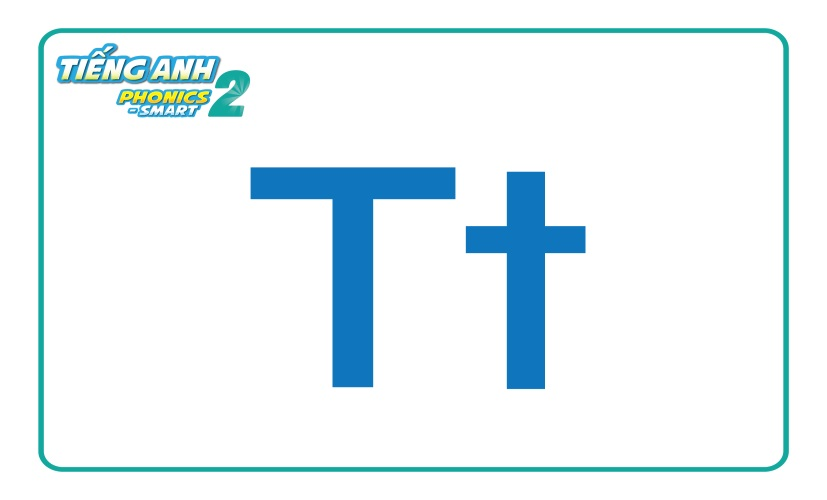 TIẾNG ANH
PHONICS 2
-SMART
Tt